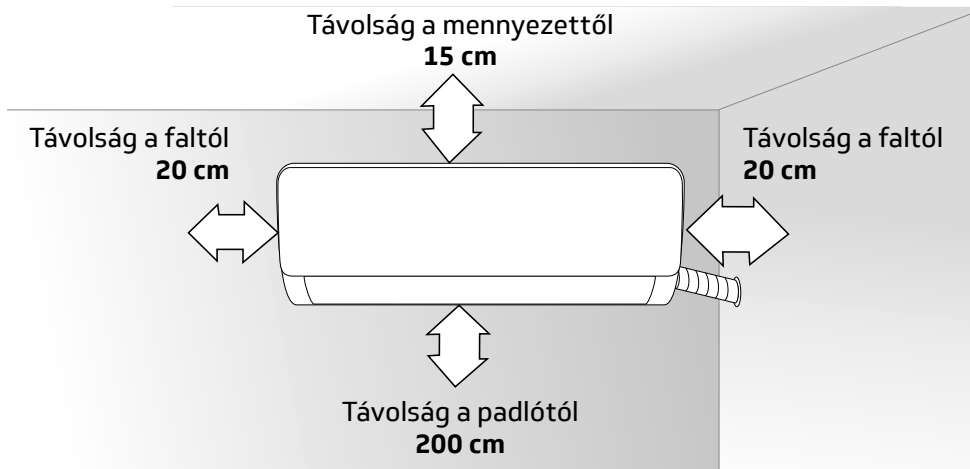 Távolság a mennyezettől
15 cm
Távolság a faltól
20 cm
Távolság a faltól
20 cm
Távolság a padlótól
200 cm